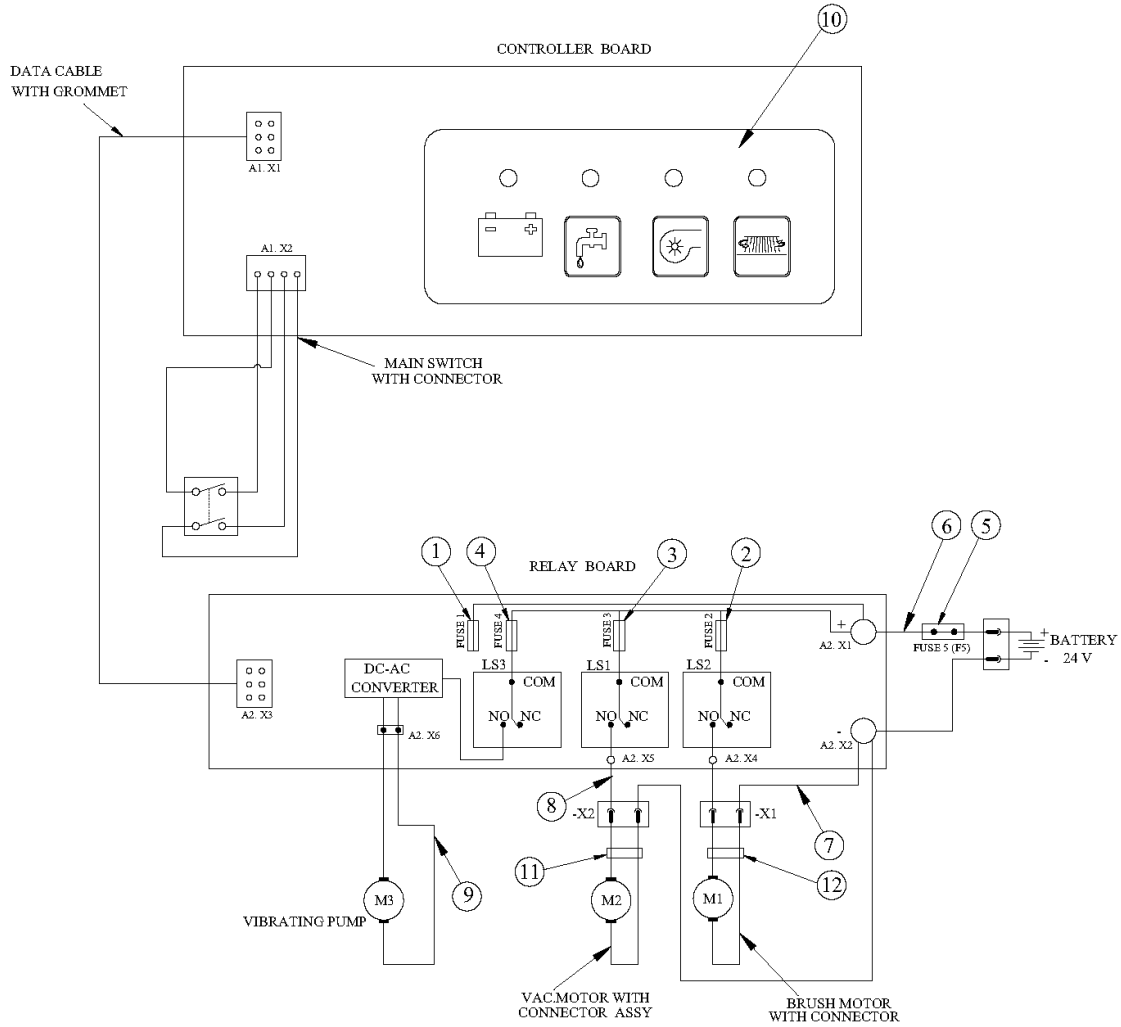 10
CONTROLLER BOARD
DATA CABLE
WITH GROMMET
A1. X1
A1. X2
- +
MAIN SWITCH
WITH CONNECTOR
1
4
3
2
6
5
RELAY BOARD
FUSE 1
FUSE 4
FUSE 3
FUSE 2
+
A2. X1
FUSE 5 (F5)
+
BATTERY
-
24 V
DC-AC
CONVERTER
LS3
COM
NO
NC
LS1
COM
NO
NC
LS2
COM
NO
NC
A2. X3
A2. X6
-
A2. X2
A2. X5
A2. X4
8
-X2
-X1
7
11
12
9
M3
M2
M1
VIBRATING PUMP
VAC.MOTOR WITH
CONNECTOR ASSY
BRUSH MOTOR
WITH CONNECTOR